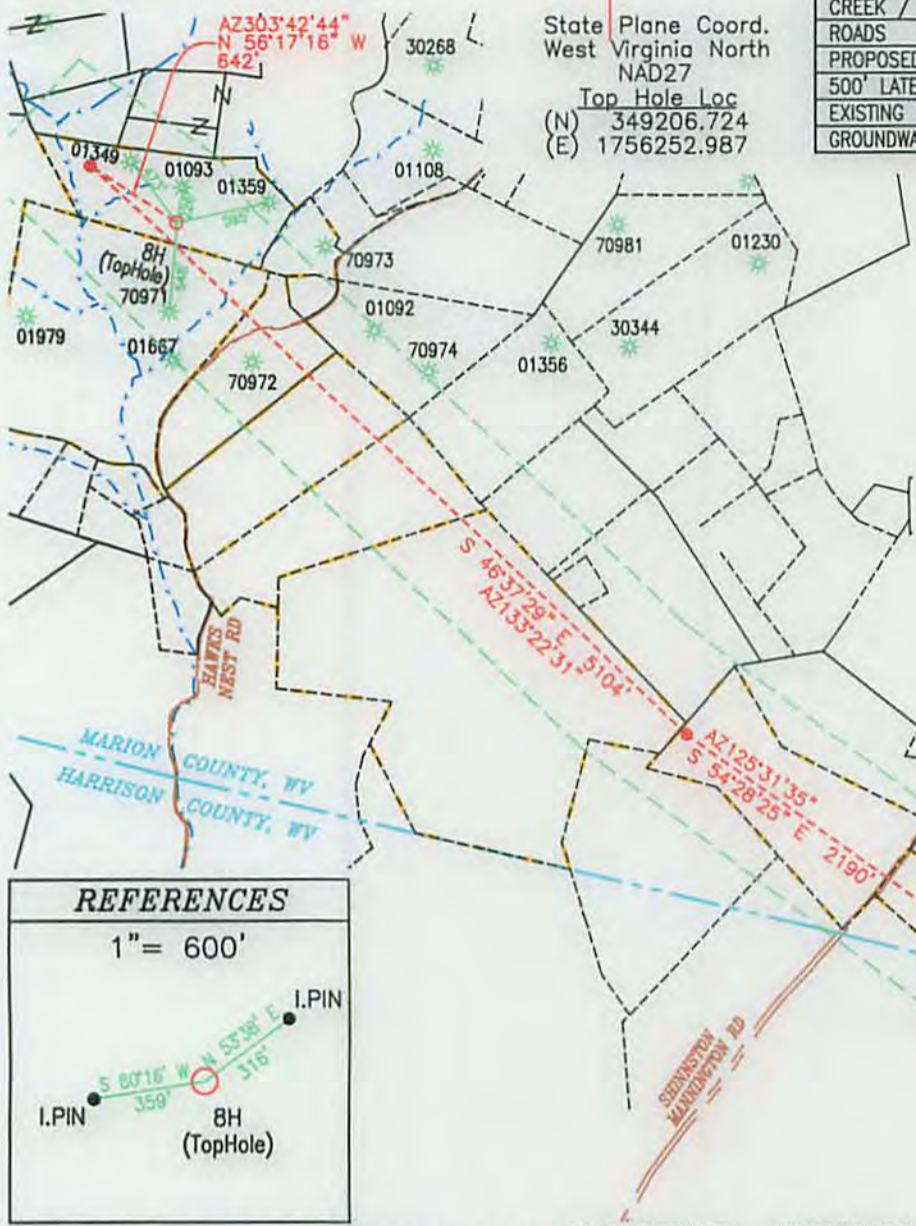 AZ303°42'44"
N 56°17'16" W
642'
30268
State Plane Coord.
West Virginia North
NAD27
Top Hole Loc
(N) 349206.724
(E) 1756252.987
CREEK /
ROADS
PROPOSED
500' LATE
EXISTING
GROUNDWA
N
N
Z
01349
01093
01359
01108
8H
(TopHole)
70971
70973
70981
01230
01979
01667
70972
01092
70974
01356
30344
S 46°37'29" E 5104'
AZ133°22'31"
HAWKS
NEST RD
MARION COUNTY, WV
HARRISON COUNTY, WV
AZ125°31'35"
S 54°28'25" E 2190'
SHINNSTON
MANNINGTON RD
REFERENCES
1"= 600'
I.PIN
N 53°38' E
316'
359'
I.PIN
8H
(TopHole)